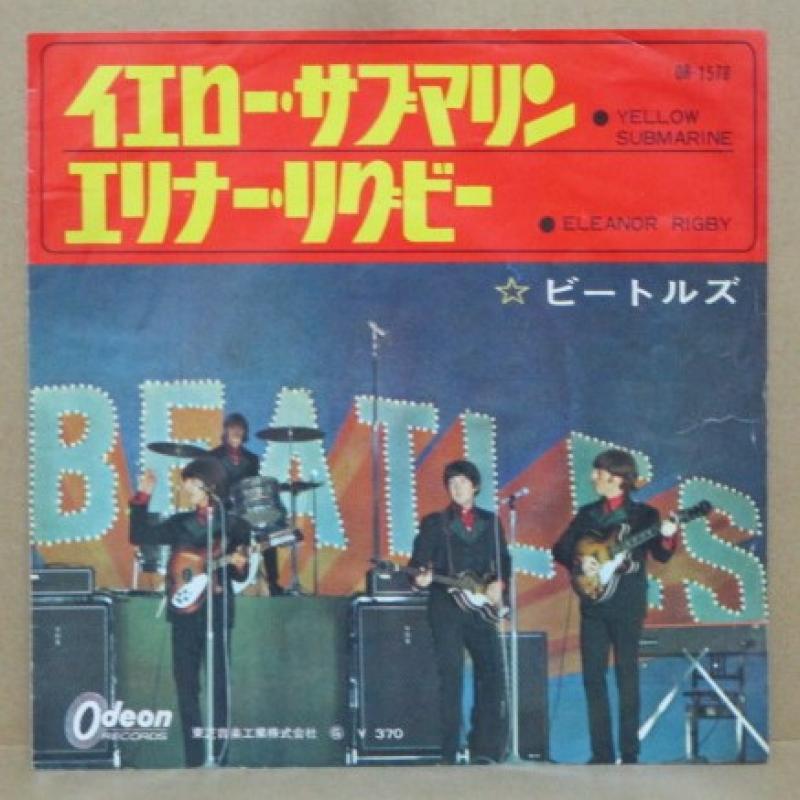 OR-1578
イエロー・サブマリン
● YELLOW
SUBMARINE
エリナー・リグビー
● ELEANOR RIGBY
☆ ビートルズ
BEATLES
Odeon
RECORDS
東芝音楽工業株式会社 Ⓢ ¥ 370